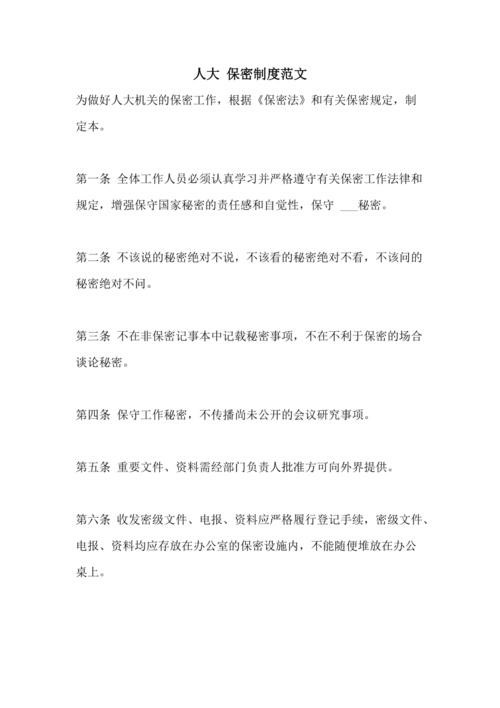 人大 保密制度范文
为做好人大机关的保密工作，根据《保密法》和有关保密规定，制
定本。
第一条 全体工作人员必须认真学习并严格遵守有关保密工作法律和
规定，增强保守国家秘密的责任感和自觉性，保守 ___秘密。
第二条 不该说的秘密绝对不说，不该看的秘密绝对不看，不该问的
秘密绝对不问。
第三条 不在非保密记事本中记载秘密事项，不在不利于保密的场合
谈论秘密。
第四条 保守工作秘密，不传播尚未公开的会议研究事项。
第五条 重要文件、资料需经部门负责人批准方可向外界提供。
第六条 收发密级文件、电报、资料应严格履行登记手续，密级文件、
电报、资料均应存放在办公室的保密设施内，不能随便堆放在办公
桌上。